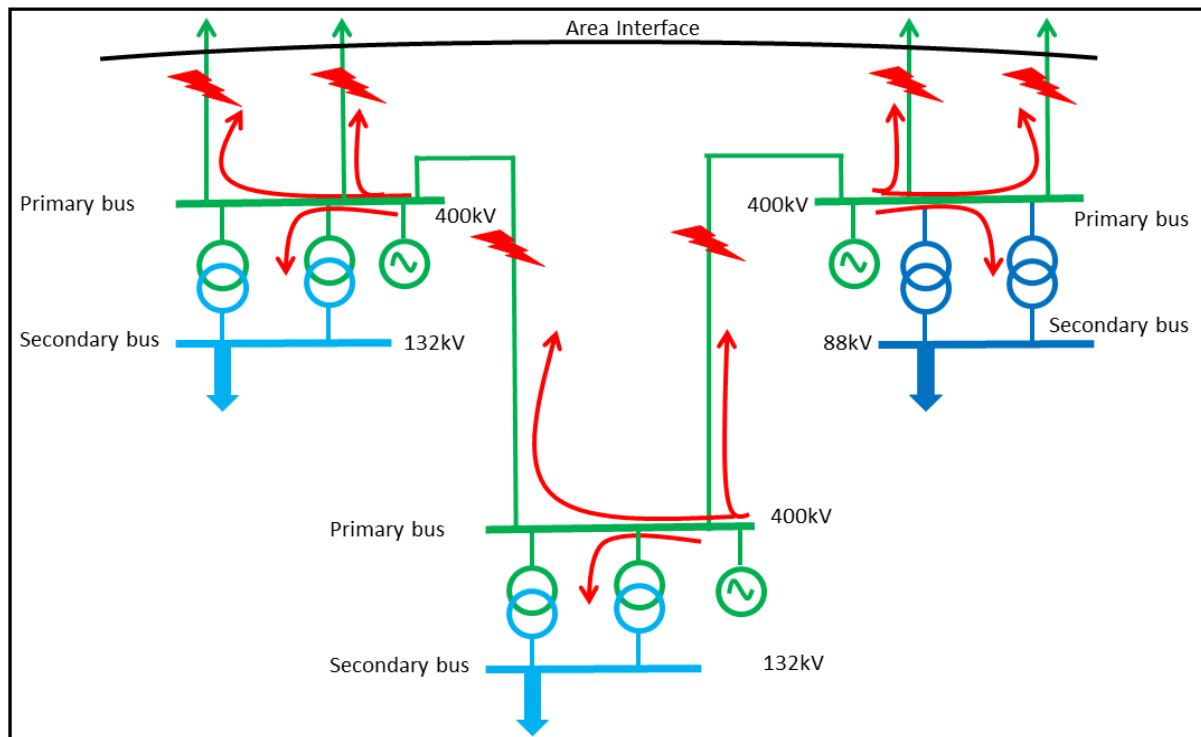 Area Interface
Primary bus
400kV
400kV
Primary bus
Secondary bus
132kV
88kV
Secondary bus
Primary bus
400kV
Secondary bus
132kV